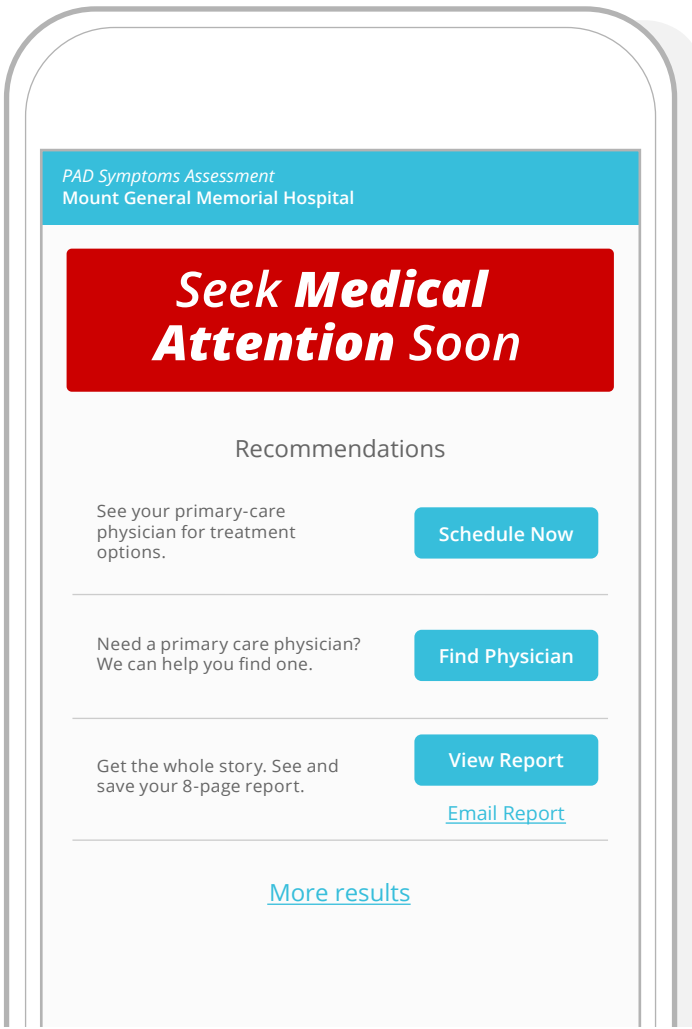 PAD Symptoms Assessment
Mount General Memorial Hospital
Seek Medical
Attention Soon
Recommendations
See your primary-care
physician for treatment
options.
Schedule Now
Need a primary care physician?
We can help you find one.
Find Physician
Get the whole story. See and
save your 8-page report.
View Report
Email Report
More results